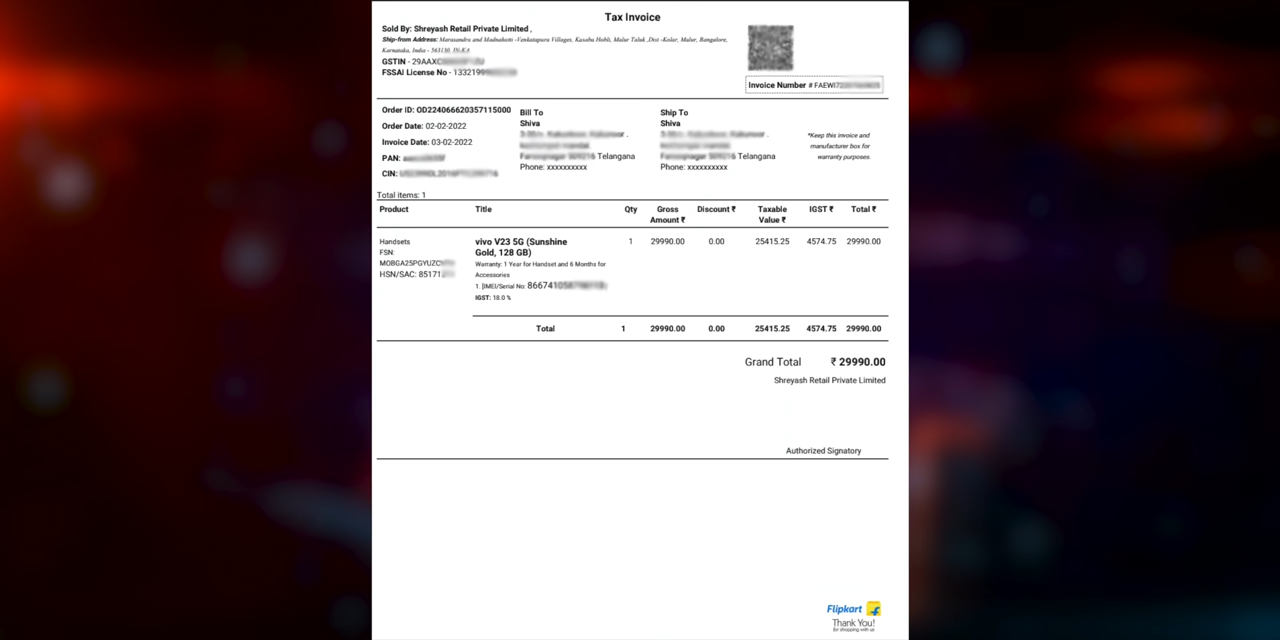 Tax Invoice
Sold By: Shreyash Retail Private Limited ,
Ship-from Address: Marasandra and Madnahatti -Venkatapura Villages, Kasaba Hobli, Malur Taluk ,Dist -Kolar, Malur, Bangalore,
Karnataka, India - 563130, IN-KA
GSTIN - 29AAXC
FSSAI License No - 1332199
Invoice Number # FAEWI7
Order ID: OD224066620357115000
Order Date: 02-02-2022
Invoice Date: 03-02-2022
PAN:
CIN:
Bill To
Shiva
Telangana
Phone: xxxxxxxxxx
Ship To
Shiva
Telangana
Phone: xxxxxxxxxx
*Keep this invoice and
manufacturer box for
warranty purposes.
Total items: 1
Product Title Qty Gross Amount ₹ Discount ₹ Taxable Value ₹ IGST ₹ Total ₹
Handsets
FSN:
MOBGA25PGYUZC
HSN/SAC: 85171
vivo V23 5G (Sunshine
Gold, 128 GB)
Warranty: 1 Year for Handset and 6 Months for
Accessories
1. [IMEI/Serial No: 866741
IGST: 18.0 %
1 29990.00 0.00 25415.25 4574.75 29990.00
Total 1 29990.00 0.00 25415.25 4574.75 29990.00
Grand Total ₹ 29990.00
Shreyash Retail Private Limited
Authorized Signatory
Flipkart
Thank You!
for shopping with us